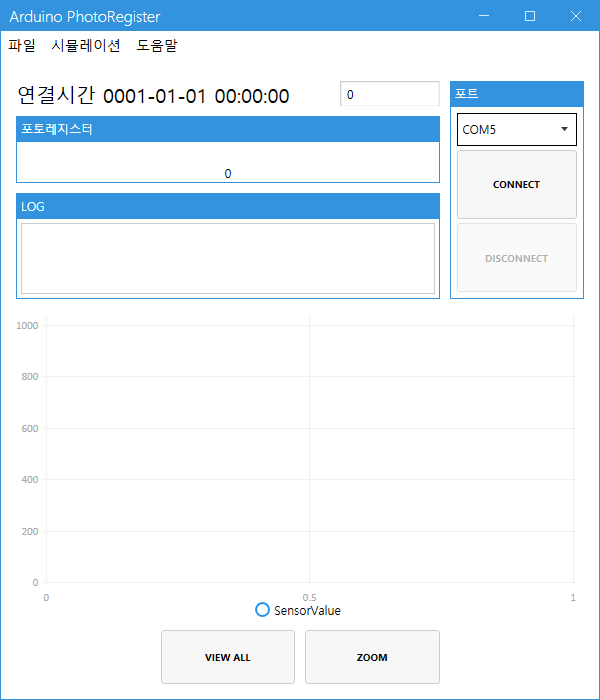 Arduino PhotoRegister
파일 시뮬레이션 도움말
연결시간 0001-01-01 00:00:00
0
포트
COM5
CONNECT
DISCONNECT
포토레지스터
0
LOG
1000
800
600
400
200
0
0 0.5 1
SensorValue
VIEW ALL ZOOM